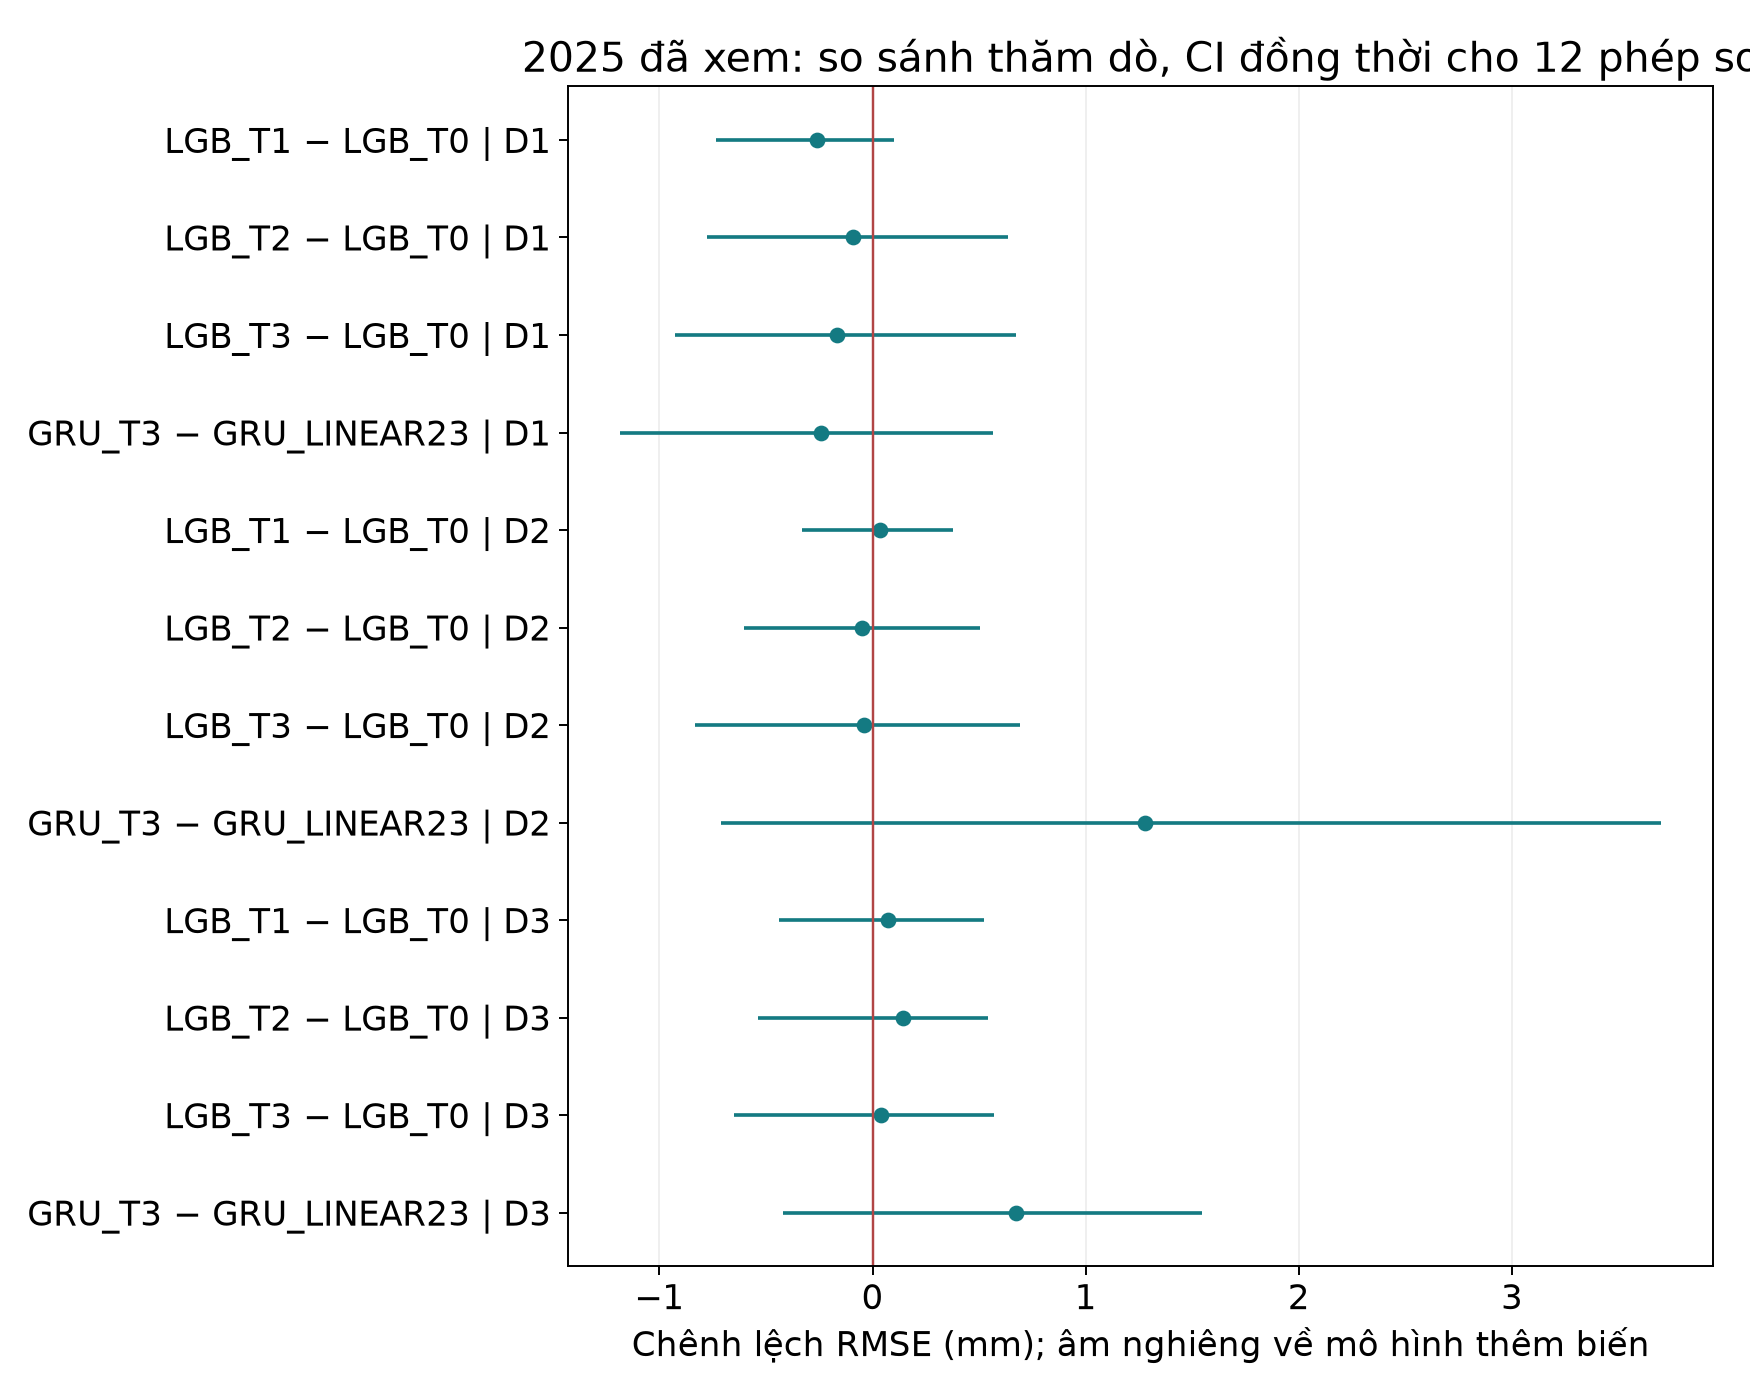 2025 đã xem: so sánh thăm dò, CI đồng thời cho 12 phép
LGB_T1 − LGB_T0 | D1
LGB_T2 − LGB_T0 | D1
LGB_T3 − LGB_T0 | D1
GRU_T3 − GRU_LINEAR23 | D1
LGB_T1 − LGB_T0 | D2
LGB_T2 − LGB_T0 | D2
LGB_T3 − LGB_T0 | D2
GRU_T3 − GRU_LINEAR23 | D2
LGB_T1 − LGB_T0 | D3
LGB_T2 − LGB_T0 | D3
LGB_T3 − LGB_T0 | D3
GRU_T3 − GRU_LINEAR23 | D3
−1 0 1 2 3
Chênh lệch RMSE (mm); âm nghiêng về mô hình thêm biến